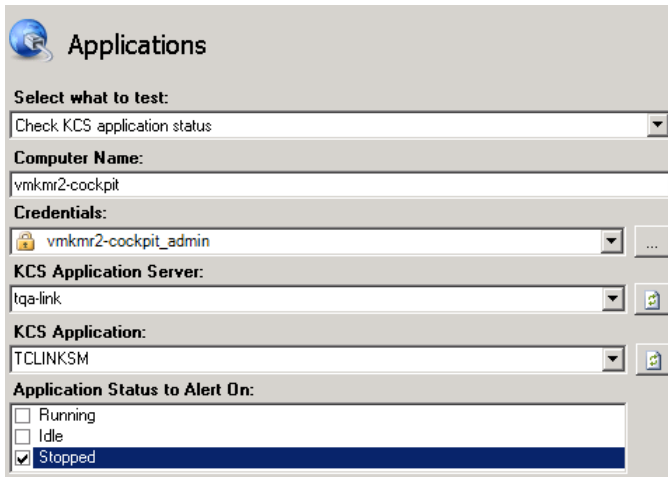 Applications
Select what to test:
Check KCS application status
Computer Name:
vmkmr2-cockpit
Credentials:
vmkmr2-cockpit_admin
...
KCS Application Server:
tqa-link
KCS Application:
TCLINKSM
Application Status to Alert On:
Running
Idle
Stopped